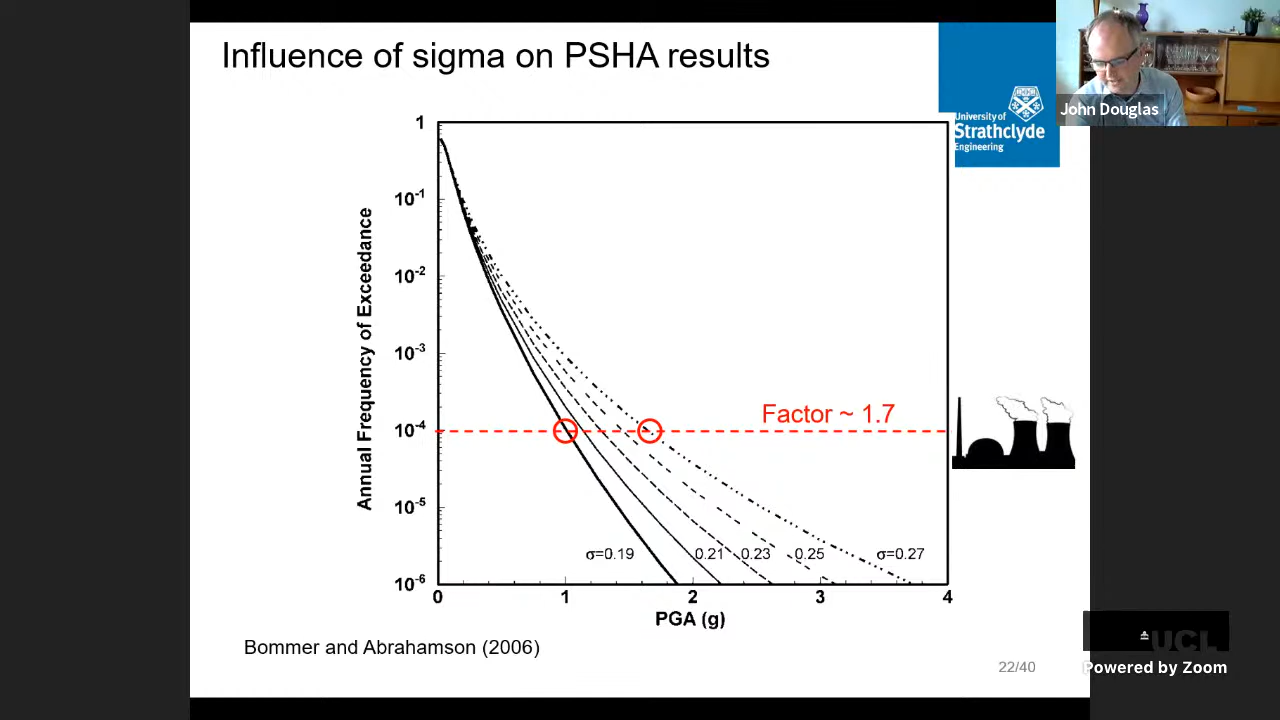 Influence of sigma on PSHA results
John Douglas
University of
Strathclyde
Engineering
Annual Frequency of Exceedance
1
10⁻¹
10⁻²
10⁻³
10⁻⁴
10⁻⁵
10⁻⁶
Factor ~ 1.7
σ=0.19 0.21 0.23 0.25 σ=0.27
0 1 2 3 4
PGA (g)
Bommer and Abrahamson (2006)
22/40
UCL
Powered by Zoom